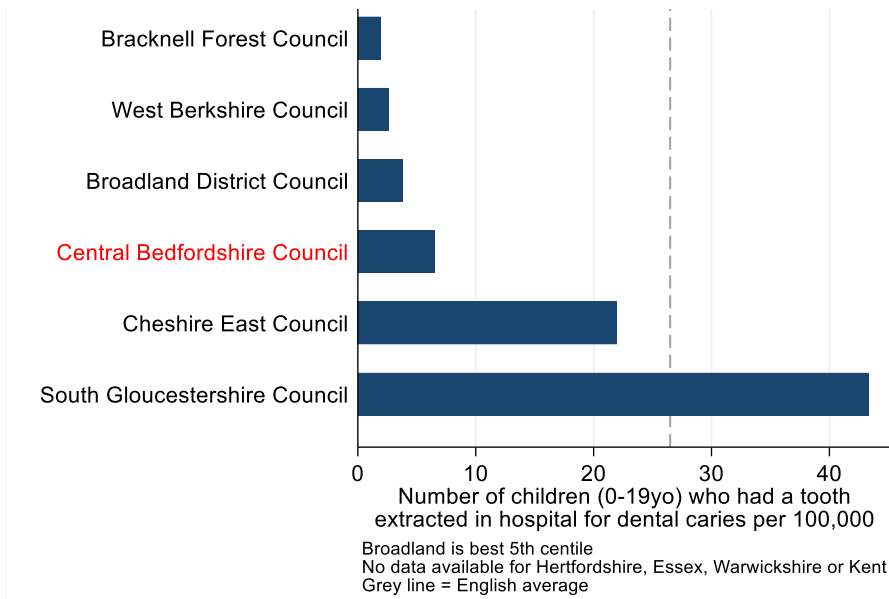 Bracknell Forest Council
West Berkshire Council
Broadland District Council
Central Bedfordshire Council
Cheshire East Council
South Gloucestershire Council
0 10 20 30 40
Number of children (0-19yo) who had a tooth
extracted in hospital for dental caries per 100,000
Broadland is best 5th centile
No data available for Hertfordshire, Essex, Warwickshire or Kent
Grey line = English average